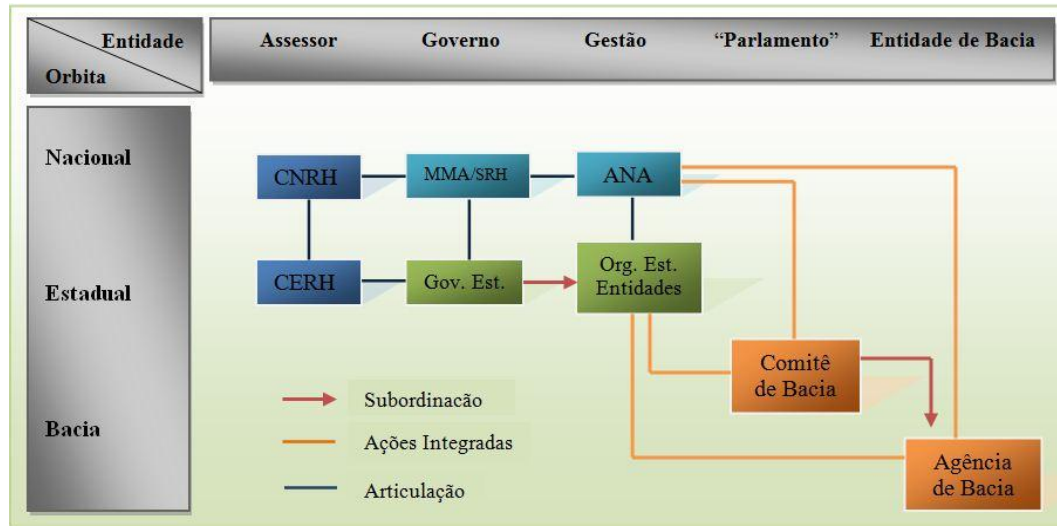 Entidade
Orbita
Assessor Governo Gestão “Parlamento” Entidade de Bacia
Nacional
CNRH
MMA/SRH
ANA
Estadual
CERH
Gov. Est.
Org. Est.
Entidades
Comitê
de Bacia
Bacia
Subordinacão
Ações Integradas
Articulação
Agência
de Bacia